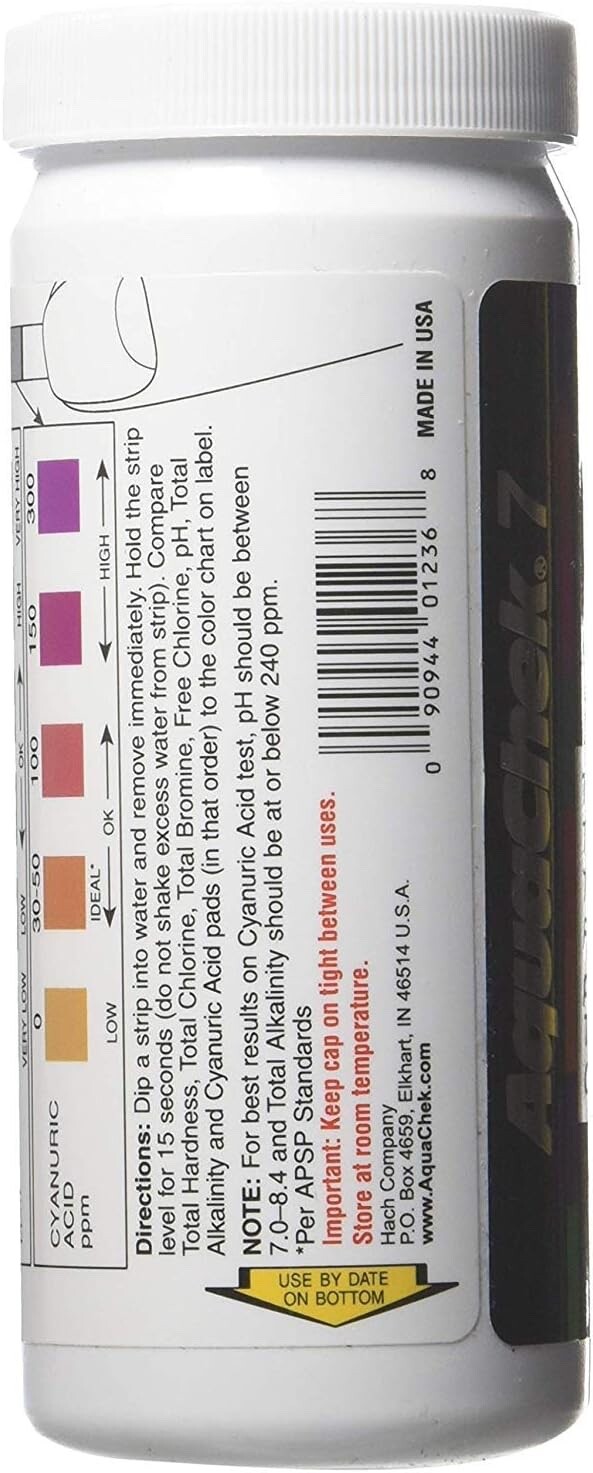 VERY LOW LOW OK HIGH VERY HIGH
CYANURIC
ACID
ppm
0 30-50 100 150 300
IDEAL*
LOW OK HIGH
Directions: Dip a strip into water and remove immediately. Hold the strip
level for 15 seconds (do not shake excess water from strip). Compare
Total Hardness, Total Chlorine, Total Bromine, Free Chlorine, pH, Total
Alkalinity and Cyanuric Acid pads (in that order) to the color chart on label.
NOTE: For best results on Cyanuric Acid test, pH should be between
7.0–8.4 and Total Alkalinity should be at or below 240 ppm.
*Per APSP Standards
Important: Keep cap on tight between uses.
Store at room temperature.
Hach Company
P.O. Box 4659, Elkhart, IN 46514 U.S.A.
www.AquaChek.com
0 90944 01236 8
MADE IN USA
USE BY DATE
ON BOTTOM
AquaChek® 7